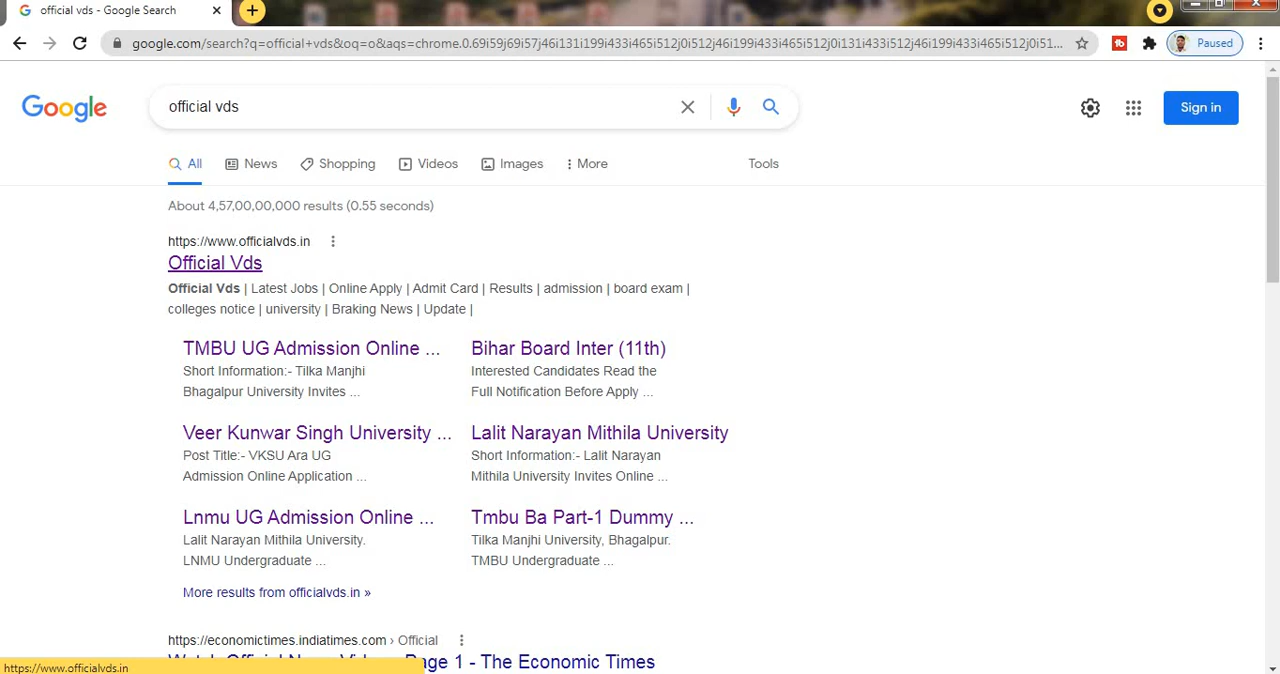 official vds - Google Search
google.com/search?q=official+vds&oq=o&aqs=chrome.0.69i59j69i57j46i131i199i433i465i512j0i512j46i199i433i465i512j0i131i433i512j46i199i433i465i512j0i51...
Paused
Google
official vds
Sign in
All
News
Shopping
Videos
Images
More
Tools
About 4,57,00,00,000 results (0.55 seconds)
https://www.officialvds.in
Official Vds
Official Vds | Latest Jobs | Online Apply | Admit Card | Results | admission | board exam |
colleges notice | university | Braking News | Update |
TMBU UG Admission Online ...
Short Information:- Tilka Manjhi
Bhagalpur University Invites ...
Bihar Board Inter (11th)
Interested Candidates Read the
Full Notification Before Apply ...
Veer Kunwar Singh University ...
Post Title:- VKSU Ara UG
Admission Online Application ...
Lalit Narayan Mithila University
Short Information:- Lalit Narayan
Mithila University Invites Online ...
Lnmu UG Admission Online ...
Lalit Narayan Mithila University.
LNMU Undergraduate ...
Tmbu Ba Part-1 Dummy ...
Tilka Manjhi University, Bhagalpur.
TMBU Undergraduate ...
More results from officialvds.in »
https://economictimes.indiatimes.com › Official
Page 1 - The Economic Times
https://www.officialvds.in